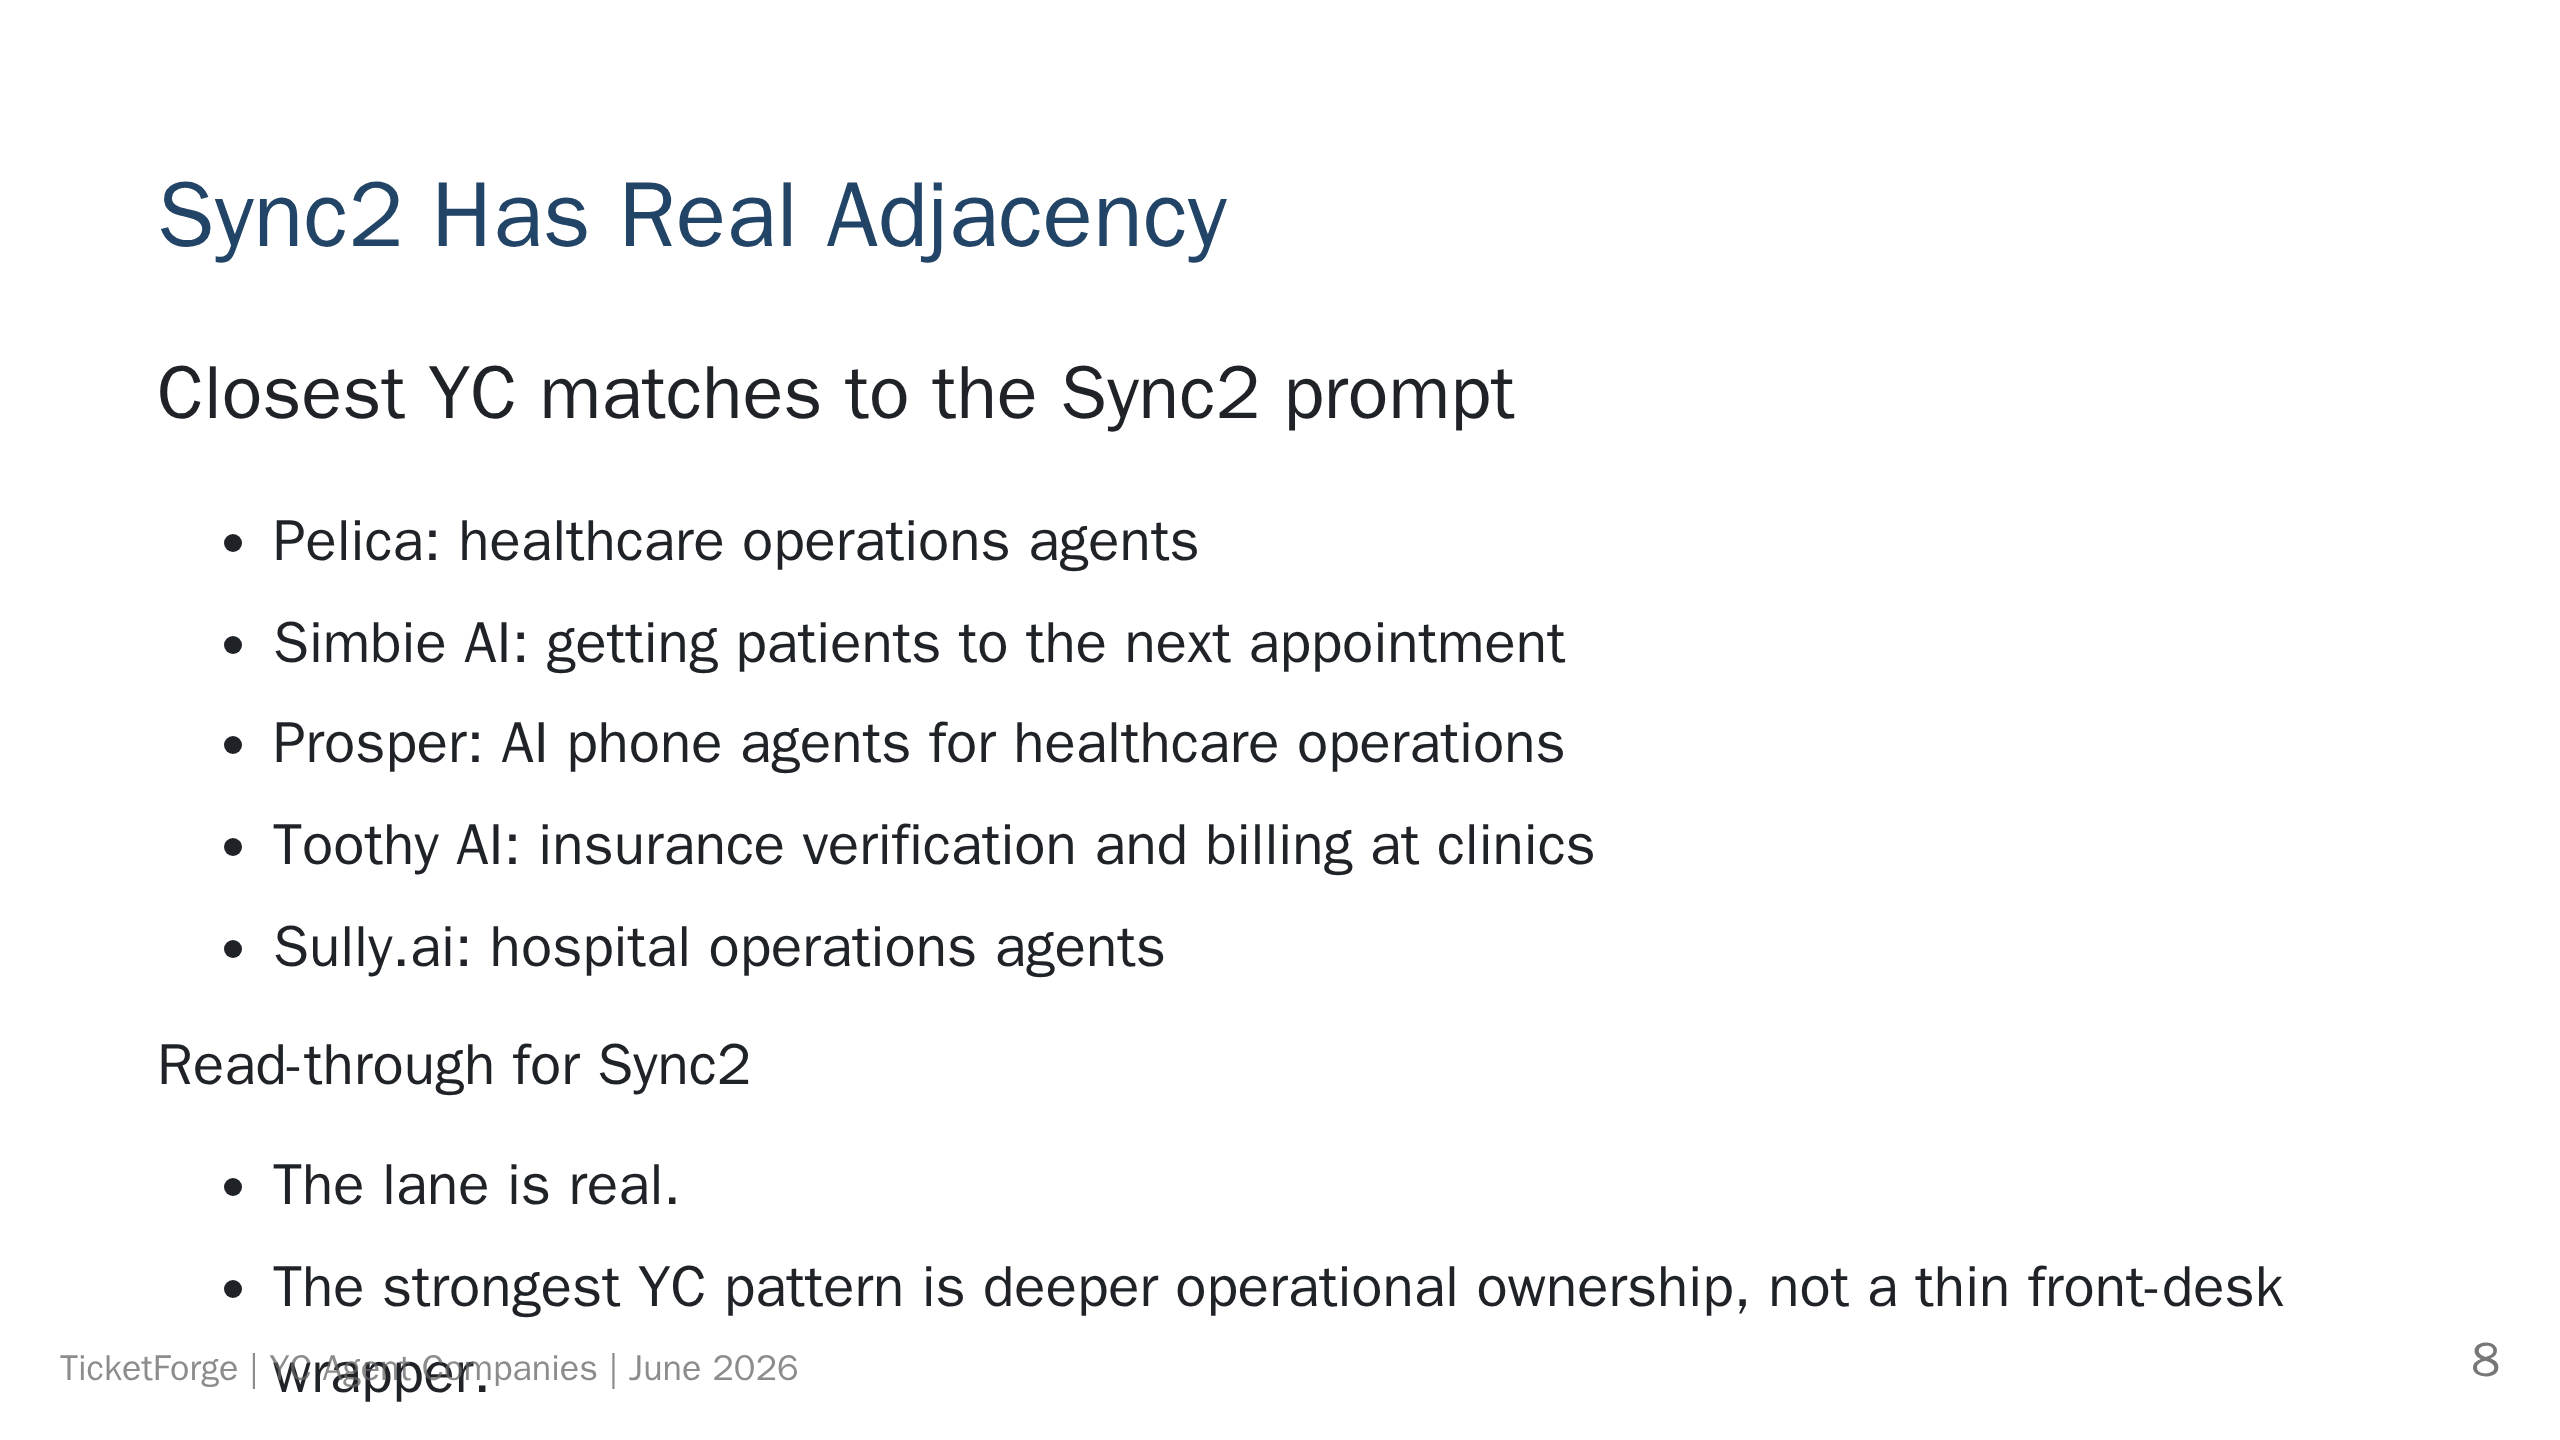 Sync2 Has Real Adjacency
Closest YC matches to the Sync2 prompt
• Pelica: healthcare operations agents
• Simbie AI: getting patients to the next appointment
• Prosper: AI phone agents for healthcare operations
• Toothy AI: insurance verification and billing at clinics
• Sully.ai: hospital operations agents
Read-through for Sync2
• The lane is real.
• The strongest YC pattern is deeper operational ownership, not a thin front-desk
wrapper.
TicketForge | YC Agent Companies | June 2026
8